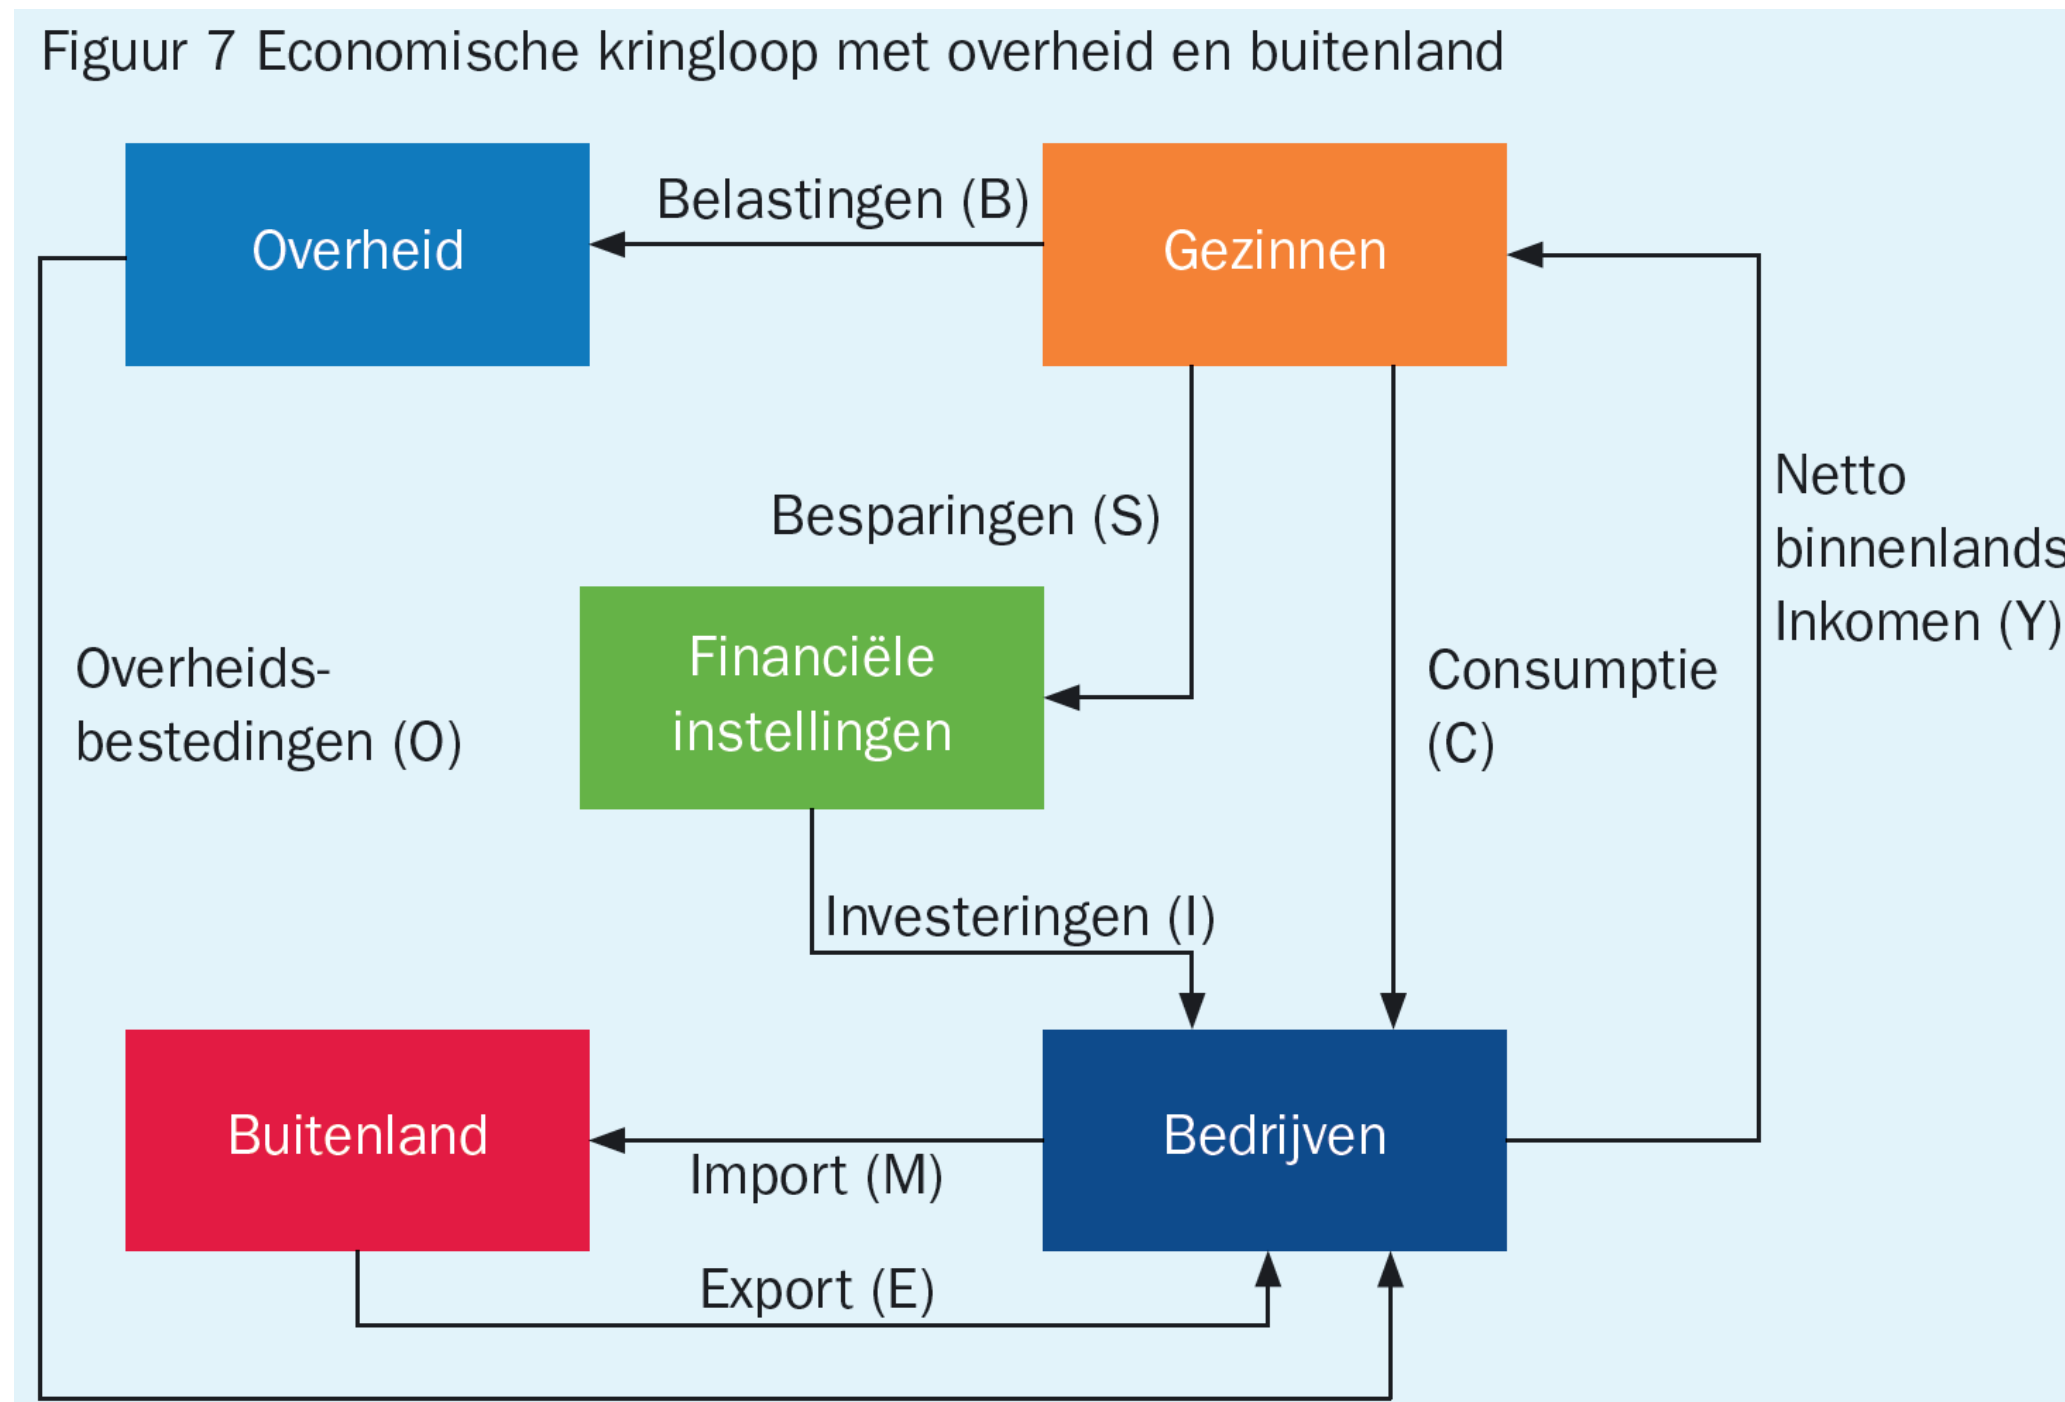 Figuur 7 Economische kringloop met overheid en buitenland
Overheid
Belastingen (B)
Gezinnen
Besparingen (S)
Netto
binnenlands
Inkomen (Y)
Financiële
instellingen
Overheids-
bestedingen (O)
Consumptie
(C)
Investeringen (I)
Buitenland
Import (M)
Bedrijven
Export (E)